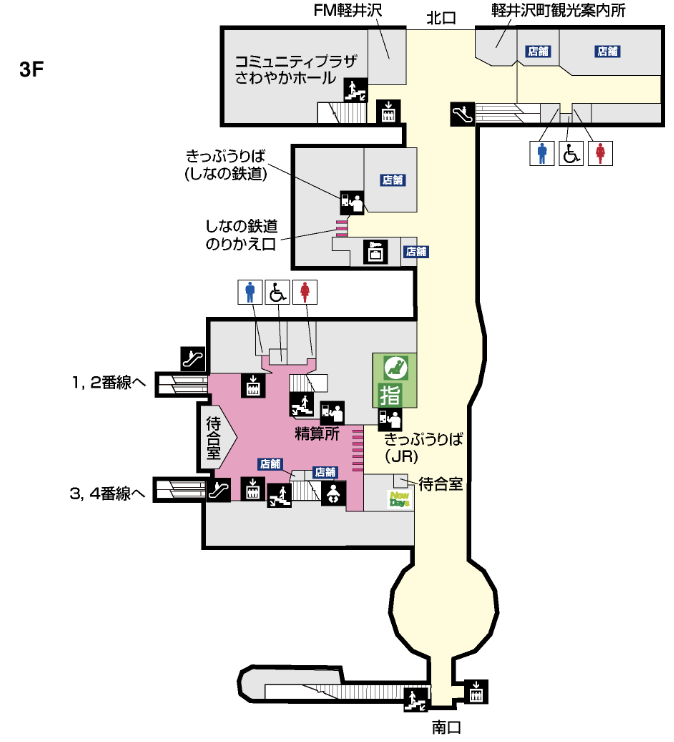 FM軽井沢
北口
軽井沢町観光案内所
3F
コミュニティプラザ
さわやかホール
店舗
店舗
きっぷうりば
(しなの鉄道)
店舗
しなの鉄道
のりかえ口
店舗
1, 2番線へ
指
待合室
精算所
きっぷうりば
(JR)
店舗
店舗
待合室
3, 4番線へ
New
Days
南口